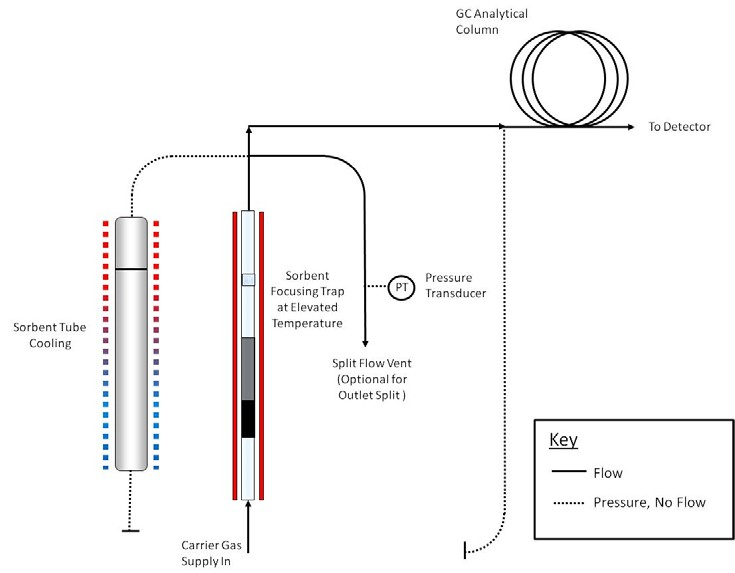 GC Analytical
Column
To Detector
Sorbent
Focusing Trap
at Elevated
Temperature
PT
Pressure
Transducer
Sorbent Tube
Cooling
Split Flow Vent
(Optional for
Outlet Split )
Key
Flow
Pressure, No Flow
Carrier Gas
Supply In